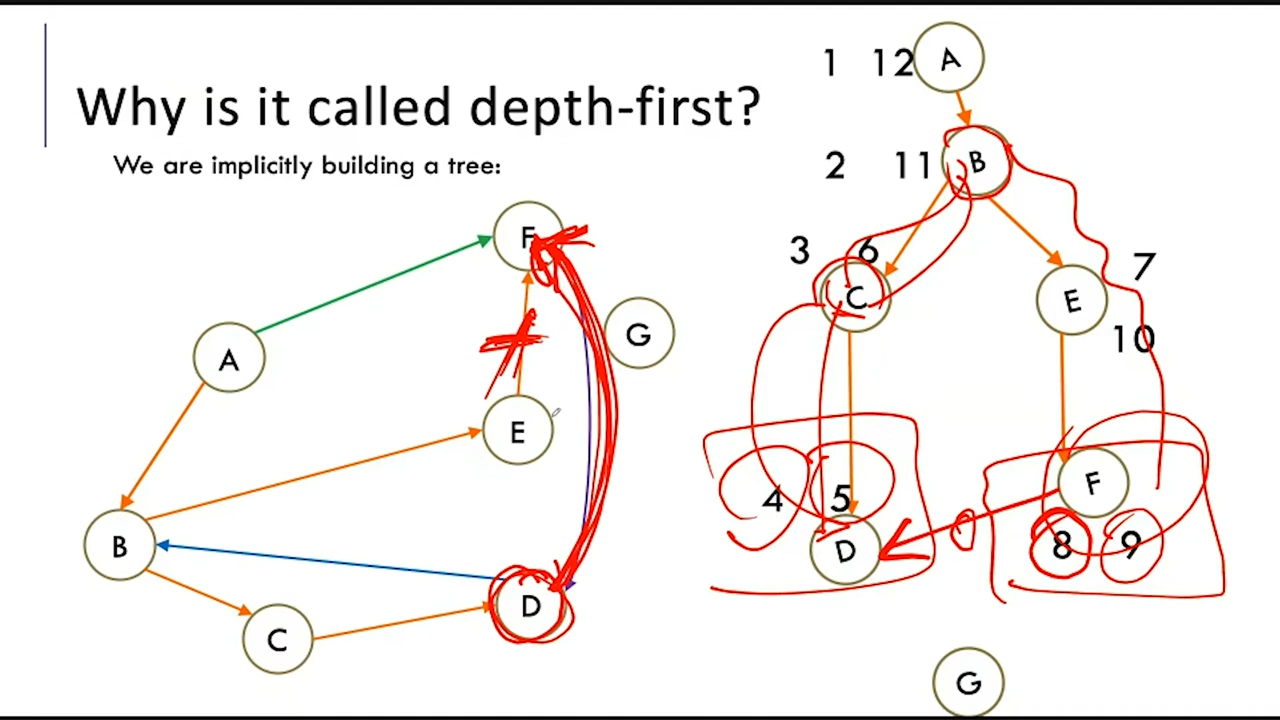 Why is it called depth-first?
We are implicitly building a tree:
F
G
A
E
B
D
C
1 12 A
2 11 B
3 6
C
E
7
10
4 5
D
F
8 9
G